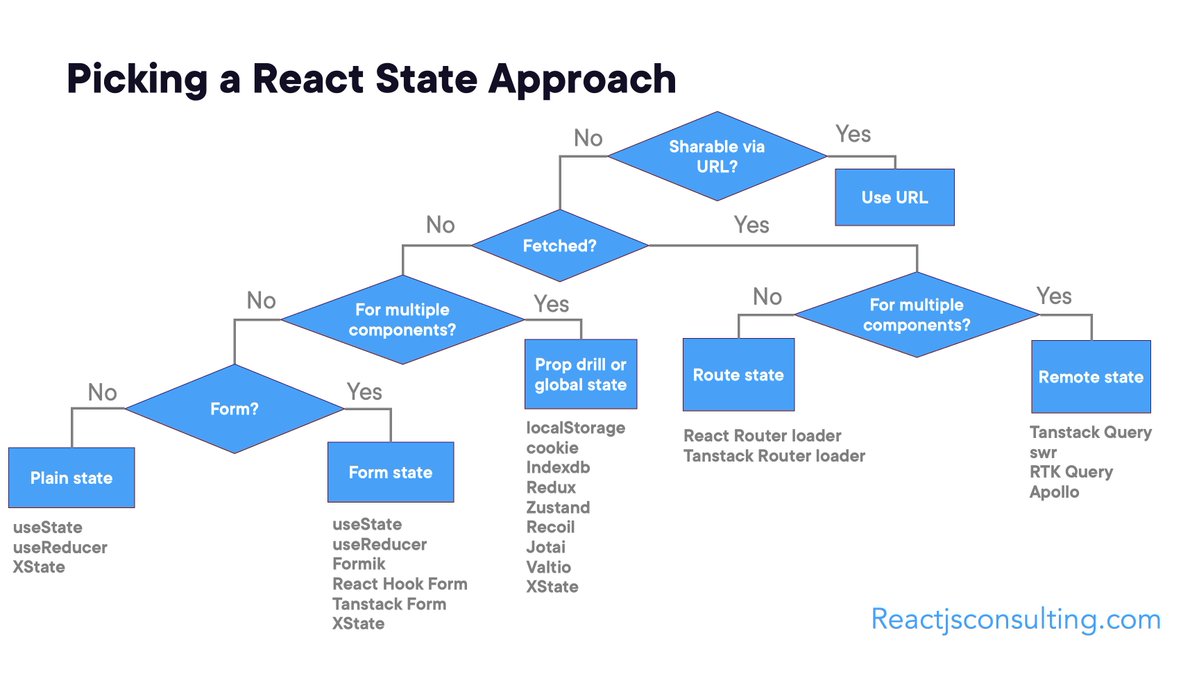 Picking a React State Approach
No
Sharable via
URL?
Yes
Use URL
No
Fetched?
Yes
No
For multiple
components?
Yes
No
For multiple
components?
Yes
Prop drill or
global state
Route state
Remote state
No
Form?
Yes
localStorage
cookie
Indexdb
Redux
Zustand
Recoil
Jotai
Valtio
XState
React Router loader
Tanstack Router loader
Tanstack Query
swr
RTK Query
Apollo
Plain state
Form state
useState
useReducer
XState
useState
useReducer
Formik
React Hook Form
Tanstack Form
XState
Reactjsconsulting.com